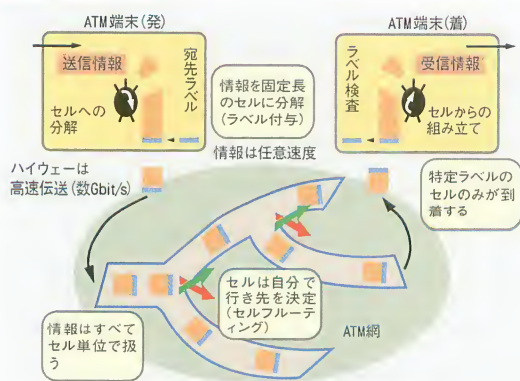 ATM端末(発)
ATM端末(着)
送信情報
宛先ラベル
セルへの
分解
情報を固定長
のセルに分解
(ラベル付与)
ラベル検査
受信情報
セルからの
組み立て
情報は任意速度
ハイウェーは
高速伝送(数Gbit/s)
特定ラベルの
セルのみが到
着する
セルは自分で
行き先を決定
(セルフルーティング)
情報はすべて
セル単位で扱
う
ATM網